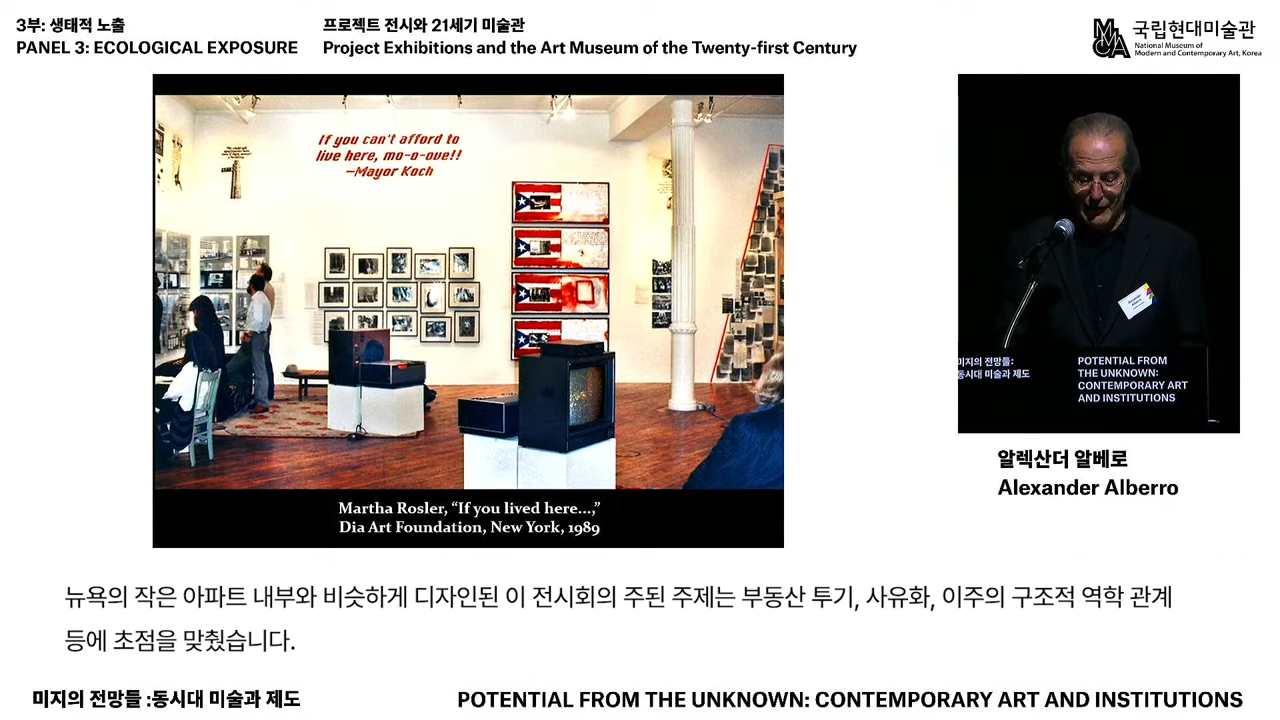 3부: 생태적 노출
PANEL 3: ECOLOGICAL EXPOSURE
프로젝트 전시와 21세기 미술관
Project Exhibitions and the Art Museum of the Twenty-first Century
국립현대미술관
National Museum of
Modern and Contemporary Art, Korea
If you can't afford to
live here, mo-o-ove!!
—Mayor Koch
Martha Rosler, “If you lived here...,”
Dia Art Foundation, New York, 1989
Alexander
Alberro
미지의 전망들:
동시대 미술과 제도
POTENTIAL FROM
THE UNKNOWN:
CONTEMPORARY ART
AND INSTITUTIONS
알렉산더 알베로
Alexander Alberro
뉴욕의 작은 아파트 내부와 비슷하게 디자인된 이 전시회의 주된 주제는 부동산 투기, 사유화, 이주의 구조적 역학 관계
등에 초점을 맞췄습니다.
미지의 전망들 :동시대 미술과 제도
POTENTIAL FROM THE UNKNOWN: CONTEMPORARY ART AND INSTITUTIONS